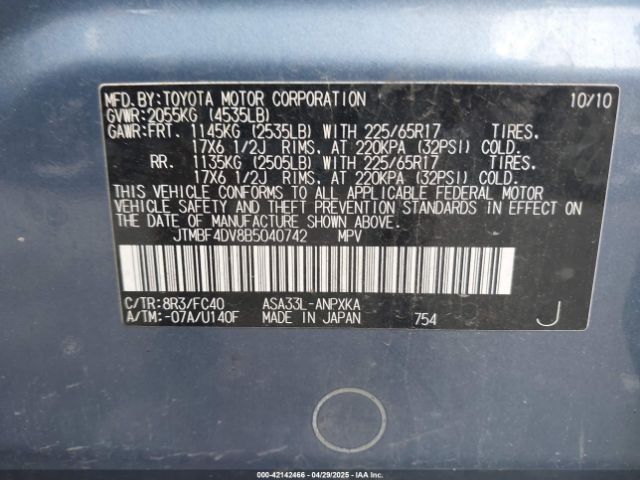 MFD.BY:TOYOTA MOTOR CORPORATION 10/10
GVWR:2055KG (4535LB)
GAWR:FRT. 1145KG (2535LB) WITH 225/65R17 TIRES,
17X6 1/2J RIMS, AT 220KPA (32PSI) COLD.
RR. 1135KG (2505LB) WITH 225/65R17 TIRES,
17X6 1/2J RIMS, AT 220KPA (32PSI) COLD.
THIS VEHICLE CONFORMS TO ALL APPLICABLE FEDERAL MOTOR
VEHICLE SAFETY AND THEFT PREVENTION STANDARDS IN EFFECT
ON THE DATE OF MANUFACTURE SHOWN ABOVE.
JTMBF4DV8B5040742 MPV
C/TR:8R3/FC40 ASA33L-ANPXKA
A/TM:-07A/U140F MADE IN JAPAN 754 J
000-42142466 - 04/29/2025 - IAAI.COM